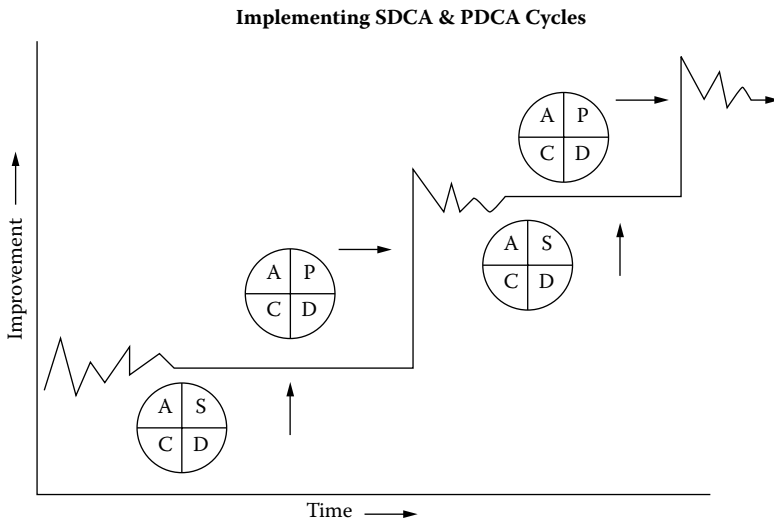 Implementing SDCA & PDCA Cycles
A P
C D
A P
C D
A S
C D
A S
C D
Improvement
Time